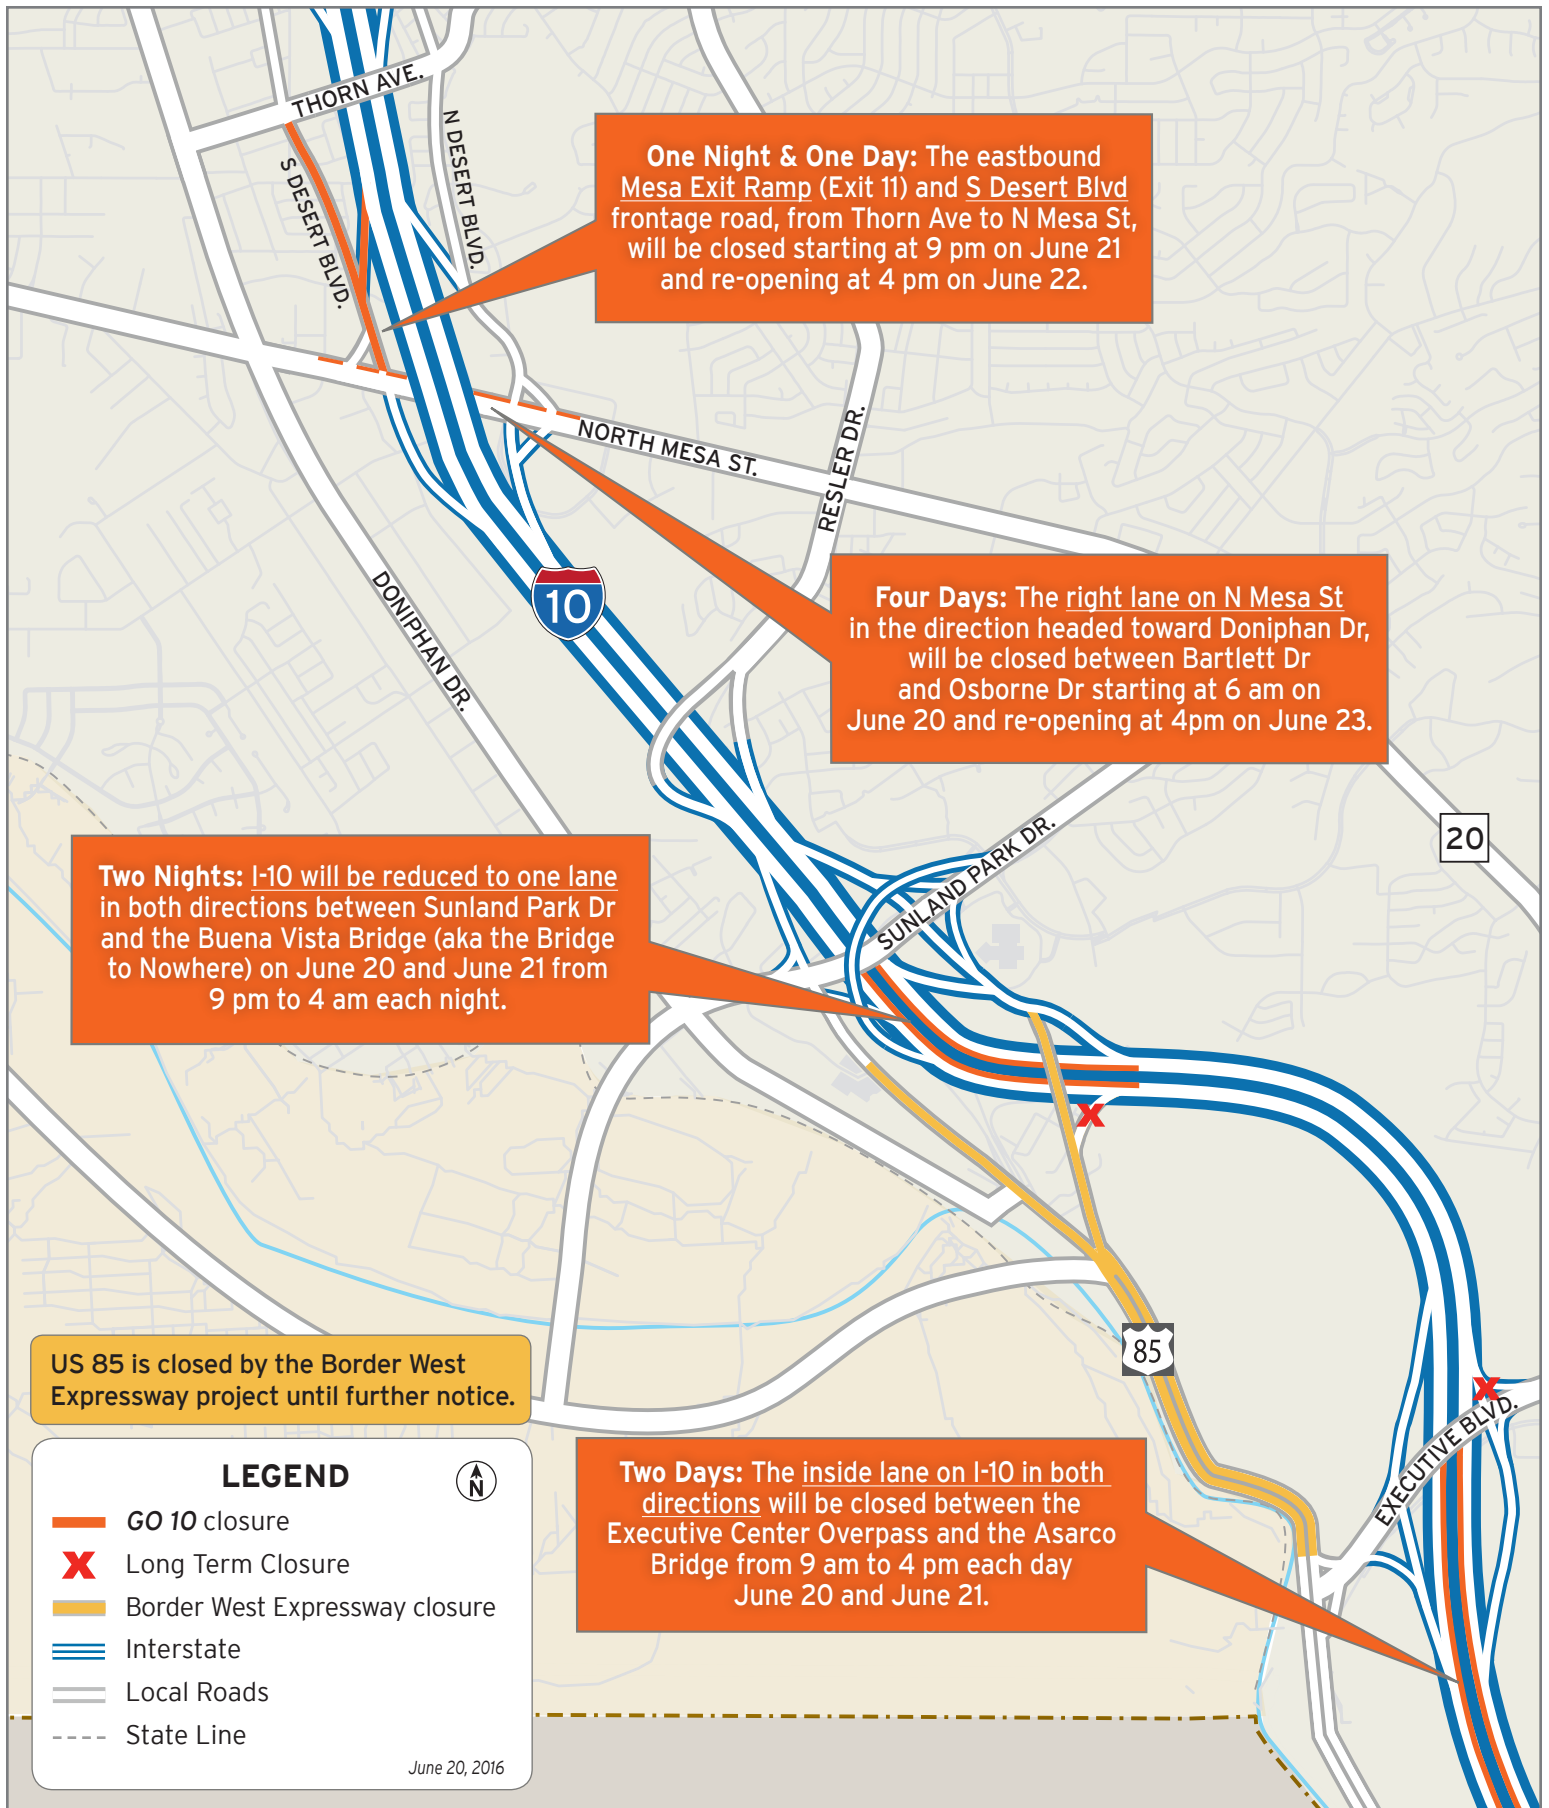 THORN AVE.
N DESERT BLVD.
S DESERT BLVD.
One Night & One Day: The eastbound
Mesa Exit Ramp (Exit 11) and S Desert Blvd
frontage road, from Thorn Ave to N Mesa St,
will be closed starting at 9 pm on June 21
and re-opening at 4 pm on June 22.
NORTH MESA ST.
RESLER DR.
DONIPHAN DR.
10
Four Days: The right lane on N Mesa St
in the direction headed toward Doniphan Dr,
will be closed between Bartlett Dr
and Osborne Dr starting at 6 am on
June 20 and re-opening at 4pm on June 23.
20
SUNLAND PARK DR.
Two Nights: I-10 will be reduced to one lane
in both directions between Sunland Park Dr
and the Buena Vista Bridge (aka the Bridge
to Nowhere) on June 20 and June 21 from
9 pm to 4 am each night.
X
85
X
EXECUTIVE BLVD.
US 85 is closed by the Border West
Expressway project until further notice.
Two Days: The inside lane on I-10 in both
directions will be closed between the
Executive Center Overpass and the Asarco
Bridge from 9 am to 4 pm each day
June 20 and June 21.
LEGEND
N
GO 10 closure
X Long Term Closure
Border West Expressway closure
Interstate
Local Roads
State Line
June 20, 2016